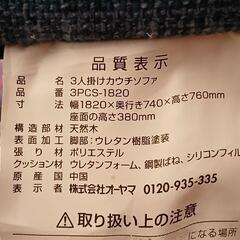 品質表示
品名 3人掛けカウチソファ
品番 3PCS-1820
寸法 幅1820×奥行き740×高さ760mm
座面の高さ380mm
構造部材 天然木
表面加工 脚部:ウレタン樹脂塗装
張り材 ポリエステル
クッション材 ウレタンフォーム、鋼製ばね、シリコンフィル
原産国 中国
表示者 株式会社オーヤマ 0120-935-335
⚠取り扱い上の注意
になる場所